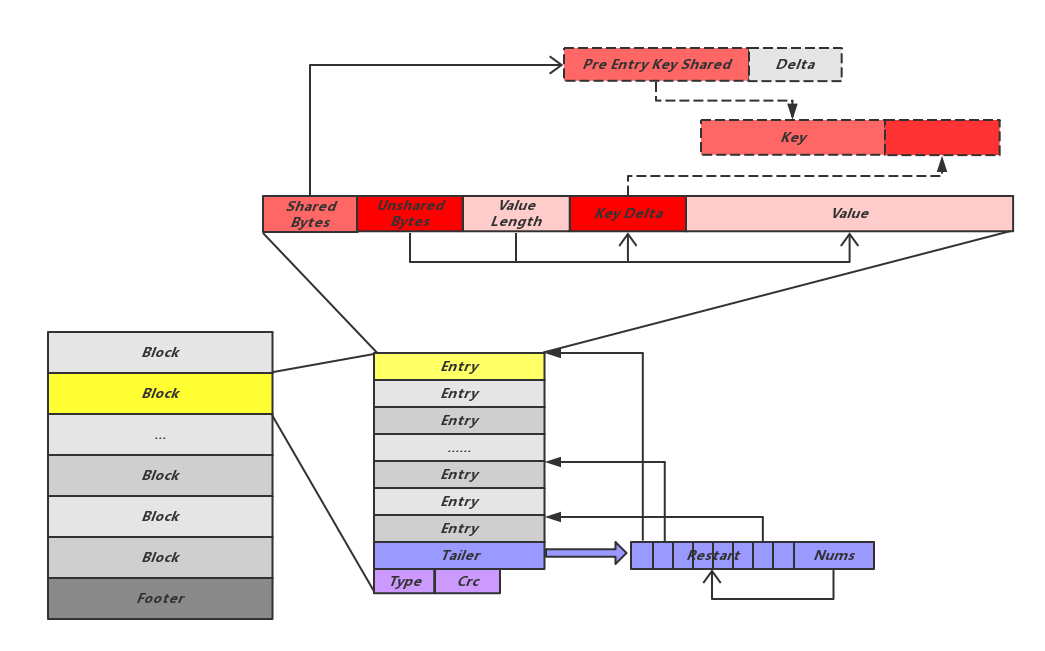 Pre Entry Key Shared
Delta
Key
Shared
Bytes
Unshared
Bytes
Value
Length
Key Delta
Value
Block
Block
...
Block
Block
Block
Footer
Entry
Entry
Entry
......
Entry
Entry
Entry
Tailer
Type
Crc
Restart
Nums